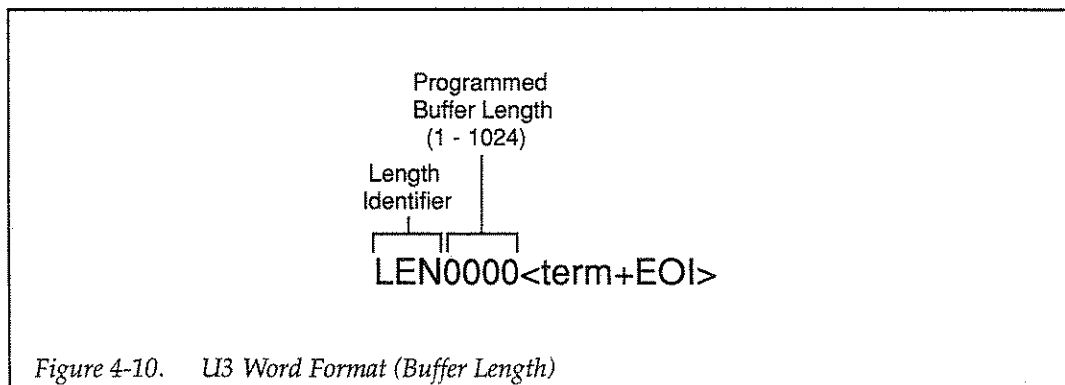 Programmed
Buffer Length
(1 - 1024)
Length
Identifier
LEN0000<term+EOI>
Figure 4-10. U3 Word Format (Buffer Length)